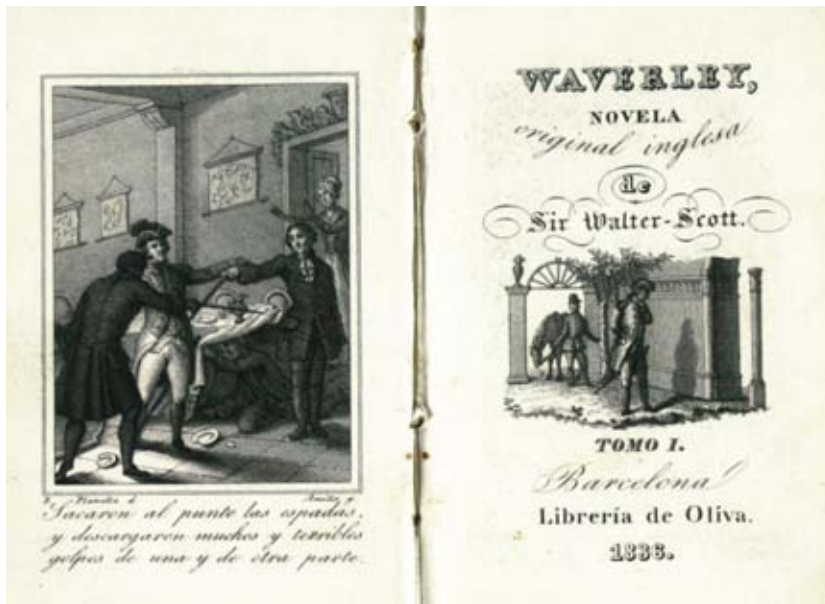 Planella d.
Sacaron al punto las espadas,
y descargaron muchos y terribles
golpes de una y de otra parte.
WAVERLEY,
NOVELA
original inglesa
de
Sir Walter-Scott.
TOMO I.
Barcelona
Librería de Oliva.
1836.